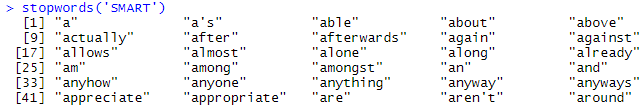 > stopwords('SMART')
[1] "a" "a's" "able" "about" "above"
[9] "actually" "after" "afterwards" "again" "against"
[17] "allows" "almost" "alone" "along" "already"
[25] "am" "among" "amongst" "an" "and"
[33] "anyhow" "anyone" "anything" "anyway" "anyways"
[41] "appreciate" "appropriate" "are" "aren't" "around"